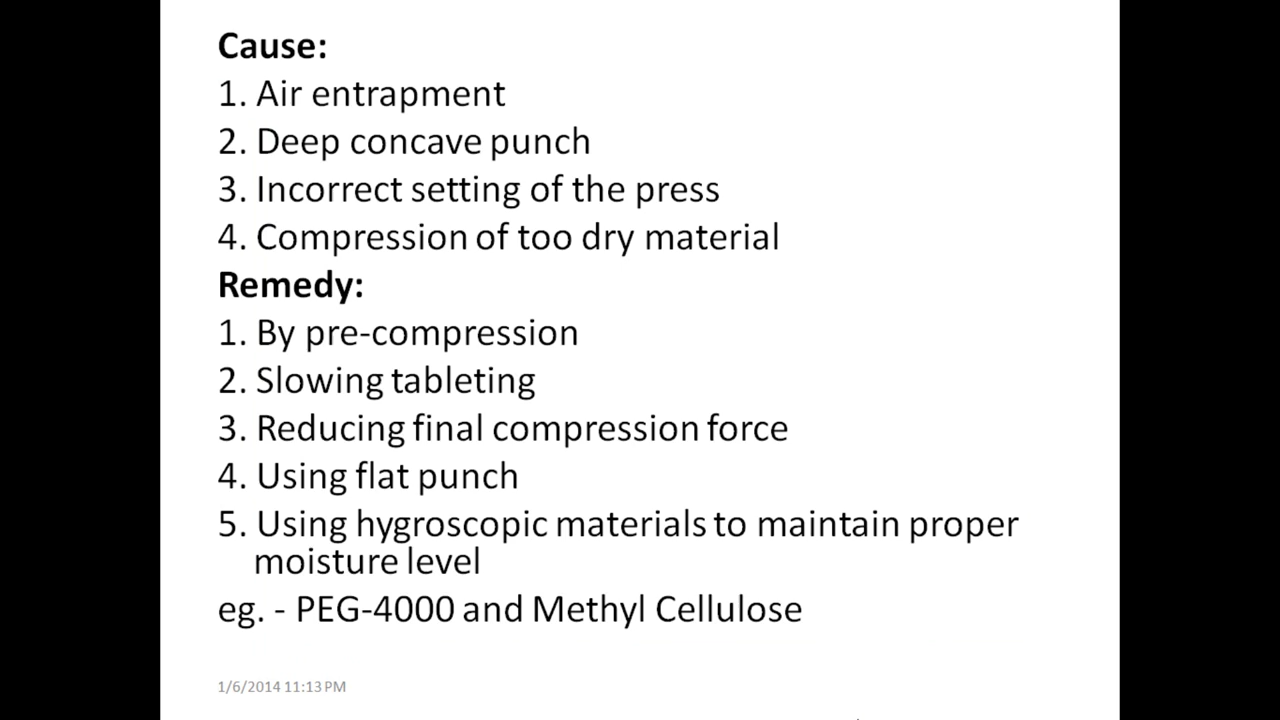 Cause:
1. Air entrapment
2. Deep concave punch
3. Incorrect setting of the press
4. Compression of too dry material
Remedy:
1. By pre-compression
2. Slowing tableting
3. Reducing final compression force
4. Using flat punch
5. Using hygroscopic materials to maintain proper
moisture level
eg. - PEG-4000 and Methyl Cellulose
1/6/2014 11:13 PM